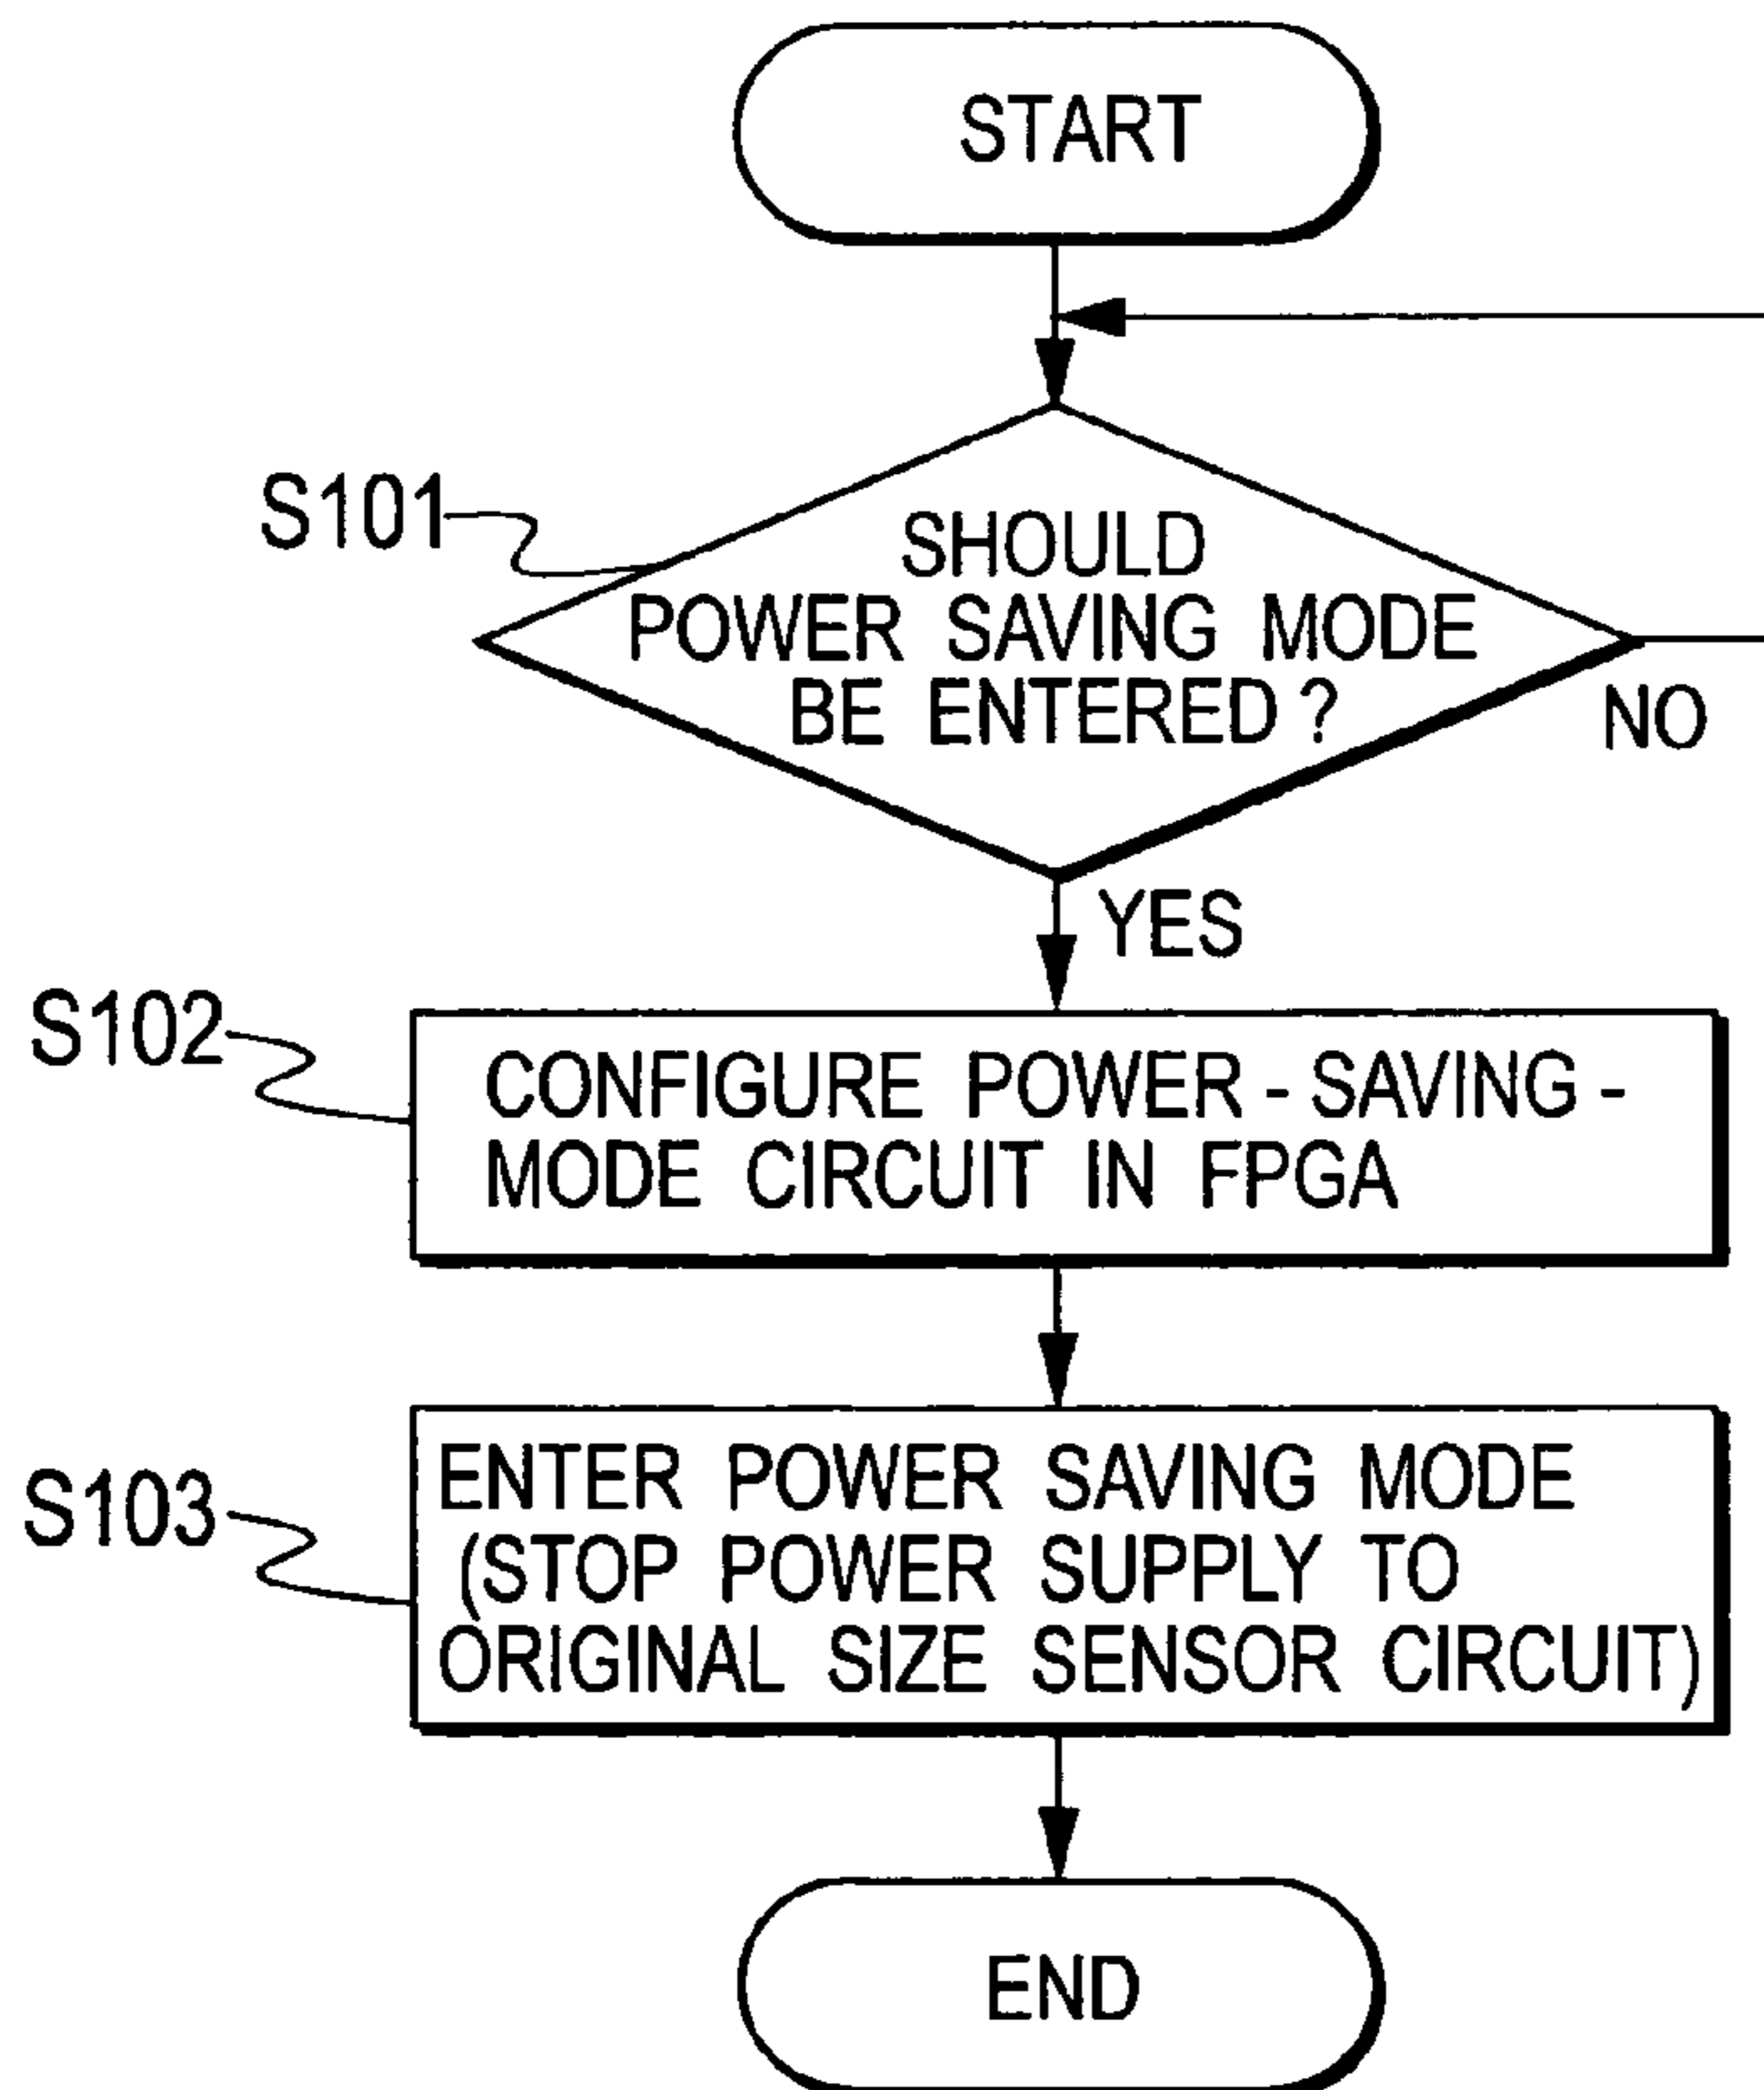 START
S101
SHOULD
POWER SAVING MODE
BE ENTERED?
NO
YES
S102
CONFIGURE POWER-SAVING-
MODE CIRCUIT IN FPGA
S103
ENTER POWER SAVING MODE
(STOP POWER SUPPLY TO
ORIGINAL SIZE SENSOR CIRCUIT)
END